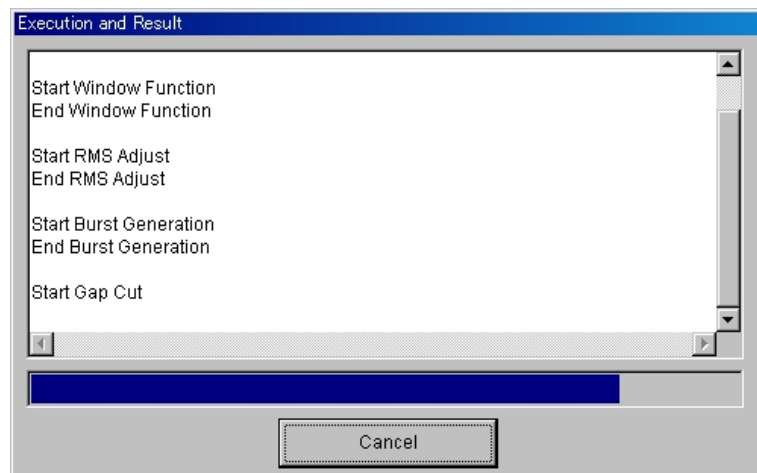 Execution and Result
Start Window Function
End Window Function
Start RMS Adjust
End RMS Adjust
Start Burst Generation
End Burst Generation
Start Gap Cut
Cancel